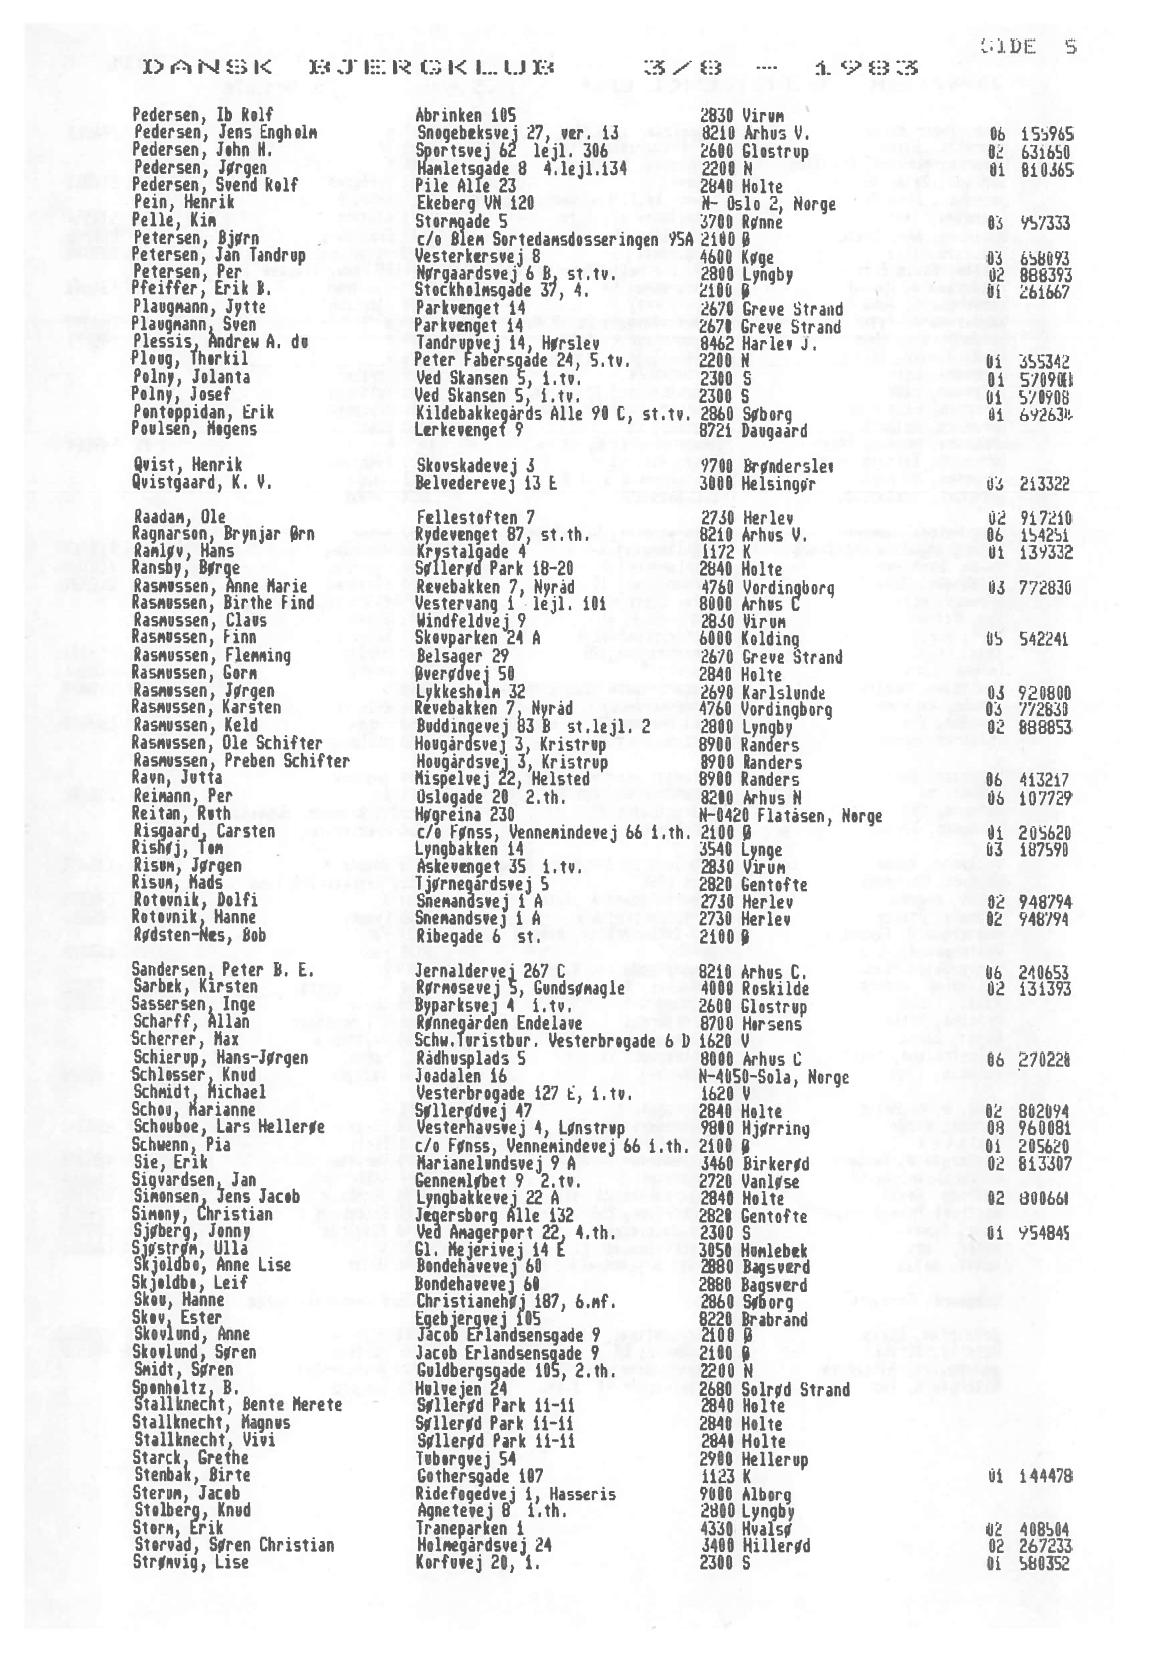 SIDE 5
DANSK BJERGKLUB 3/8 - 1983
Pedersen, Ib Rolf Abrinken 105 2830 Virum
Pedersen, Jens Engholm Snogebeksvej 27, ver. 13 8210 Arhus V. 06 155965
Pedersen, John H. Sportsvej 62 lejl. 306 2600 Glostrup 02 631650
Pedersen, Jørgen Hamletsgade 8 4.lejl.134 2200 N 01 810365
Pedersen, Svend Rolf Pile Alle 23 2840 Holte
Pein, Henrik Ekeberg VN 120 N- Oslo 2, Norge
Pelle, Kim Stormgade 5 3700 Rønne 03 957333
Petersen, Bjørn c/o Blem Sortedamsdosseringen 95A 2100 Ø
Petersen, Jan Tandrup Vesterkersvej 8 4600 Køge 03 658093
Petersen, Per Nørgaardsvej 6 B, st.tv. 2800 Lyngby 02 888393
Pfeiffer, Erik B. Stockholmsgade 37, 4. 2100 Ø 01 261667
Plaugmann, Jytte Parkvenget 14 2670 Greve Strand
Plaugmann, Sven Parkvenget 14 2670 Greve Strand
Plessis, Andrew A. du Tandrupvej 14, Hørslev 8462 Harlev J.
Ploug, Thorkil Peter Fabersgade 24, 5.tv. 2200 N 01 355342
Polny, Jolanta Ved Skansen 5, 1.tv. 2300 S 01 570908
Polny, Josef Ved Skansen 5, 1.tv. 2300 S 01 570908
Pontoppidan, Erik Kildebakkegårds Alle 90 C, st.tv. 2860 Søborg 01 692634
Poulsen, Mogens Lerkevenget 9 8721 Daugaard
Qvist, Henrik Skovskadevej 3 9700 Brønderslev
Qvistgaard, K. V. Belvederevej 13 E 3000 Helsingør 03 213322
Raadam, Ole Fellestoften 7 2730 Herlev 02 917210
Ragnarson, Brynjar Ørn Rydevenget 87, st.th. 8210 Arhus V. 06 154251
Ramløv, Hans Krystalgade 4 1172 K 01 139332
Ransby, Børge Søllerød Park 18-20 2840 Holte
Rasmussen, Anne Marie Revebakken 7, Nyråd 4760 Vordingborg 03 772830
Rasmussen, Birthe Find Vestervang 1 lejl. 101 8000 Arhus C
Rasmussen, Claus Windfeldvej 9 2830 Virum
Rasmussen, Finn Skovparken 24 A 6000 Kolding 05 542241
Rasmussen, Flemming Belsager 29 2670 Greve Strand
Rasmussen, Gorm Øverødvej 50 2840 Holte
Rasmussen, Jørgen Lykkesholm 32 2690 Karlslunde 03 920800
Rasmussen, Karsten Revebakken 7, Nyråd 4760 Vordingborg 03 772830
Rasmussen, Keld Buddingevej 83 B st.lejl. 2 2800 Lyngby 02 888853
Rasmussen, Ole Schifter Hougårdsvej 3, Kristrup 8900 Randers
Rasmussen, Preben Schifter Hougårdsvej 3, Kristrup 8900 Randers
Ravn, Jutta Mispelvej 22, Helsted 8900 Randers 06 413217
Reimann, Per Oslogade 20 2.th. 8200 Arhus N 06 107729
Reitan, Ruth Høgreina 230 N-0420 Flatåsen, Norge
Risgaard, Carsten c/o Fønss, Vennemindevej 66 1.th. 2100 Ø 01 205620
Rishøj, Tom Lyngbakken 14 3540 Lynge 03 187590
Risum, Jørgen Askevenget 35 1.tv. 2830 Virum
Risum, Mads Tjørnegårdsvej 5 2820 Gentofte
Rotovnik, Dolfi Snemandsvej 1 A 2730 Herlev 02 948794
Rotovnik, Hanne Snemandsvej 1 A 2730 Herlev 02 948794
Rødsten-Nes, Bob Ribegade 6 st. 2100 Ø
Sandersen, Peter B. E. Jernaldervej 267 C 8210 Arhus C. 06 240653
Sarbek, Kirsten Rørmosevej 5, Gundsømagle 4000 Roskilde 02 131393
Sassersen, Inge Byparksvej 4 1.tv. 2600 Glostrup
Scharff, Allan Rønnegården Endelave 8700 Horsens
Scherrer, Max Schw.Turistbur. Vesterbrogade 6 D 1620 V
Schierup, Hans-Jørgen Rådhusplads 5 8000 Arhus C 06 270220
Schlosser, Knud Joadalen 16 N-4050-Sola, Norge
Schmidt, Michael Vesterbrogade 127 E, 1.tv. 1620 V
Schou, Marianne Søllerødvej 47 2840 Holte 02 802094
Schouboe, Lars Hellerøe Vesterhavsvej 4, Lønstrup 9800 Hjørring 08 960081
Schwenn, Pia c/o Fønss, Vennemindevej 66 1.th. 2100 Ø 01 205620
Sie, Erik Marianelundsvej 9 A 3460 Birkerød 02 813307
Sigvardsen, Jan Gennemløbet 9 2.tv. 2720 Vanløse
Simonsen, Jens Jacob Lyngbakkevej 22 A 2840 Holte 02 800660
Simony, Christian Jegersborg Alle 132 2820 Gentofte
Sjøberg, Jonny Ved Amagerport 22, 4.th. 2300 S 01 954845
Sjøstrøm, Ulla Gl. Mejerivej 14 E 3050 Humlebek
Skjoldbo, Anne Lise Bondehavevej 60 2880 Bagsverd
Skjoldbo, Leif Bondehavevej 60 2880 Bagsverd
Skou, Hanne Christianehøj 187, 6.mf. 2860 Søborg
Skov, Ester Egebjergvej 105 8220 Brabrand
Skovlund, Anne Jacob Erlandsensgade 9 2100 Ø
Skovlund, Søren Jacob Erlandsensgade 9 2100 Ø
Smidt, Søren Guldbergsgade 105, 2.th. 2200 N
Sponholtz, B. Hulvejen 24 2680 Solrød Strand
Stallknecht, Bente Merete Søllerød Park 11-11 2840 Holte
Stallknecht, Magnus Søllerød Park 11-11 2840 Holte
Stallknecht, Vivi Søllerød Park 11-11 2840 Holte
Starck, Grethe Tuborgvej 54 2900 Hellerup
Stenbak, Birte Gothersgade 107 1123 K 01 144478
Sterum, Jacob Ridefogedvej 1, Hasseris 9000 Alborg
Stolberg, Knud Agnetevej 8 1.th. 2800 Lyngby
Storm, Erik Traneparken 1 4330 Hvalsø 02 408504
Storvad, Søren Christian Holmegårdsvej 24 3400 Hillerød 02 267233
Strømvig, Lise Korfuvej 20, 1. 2300 S 01 580352